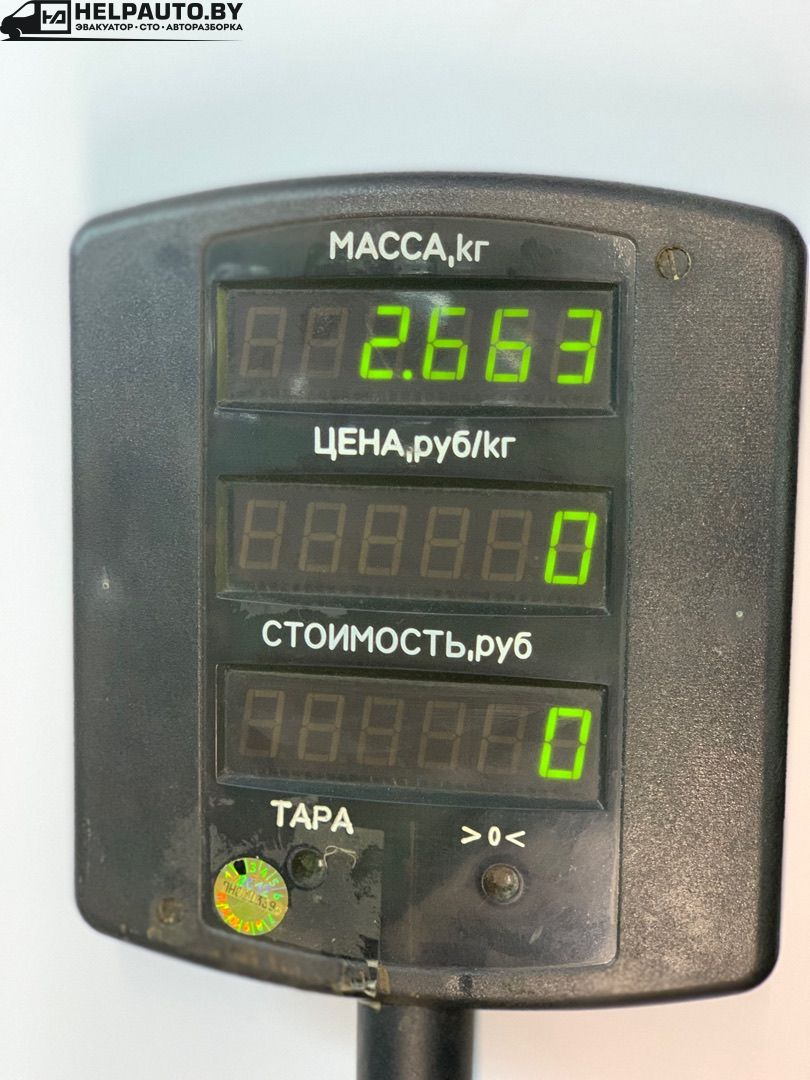 HELPAUTO.BY
ЭВАКУАТОР • СТО • АВТОРАЗБОРКА
МАССА,кг
2.663
ЦЕНА,руб/кг
0
СТОИМОСТЬ,руб
0
ТАРА
>0<